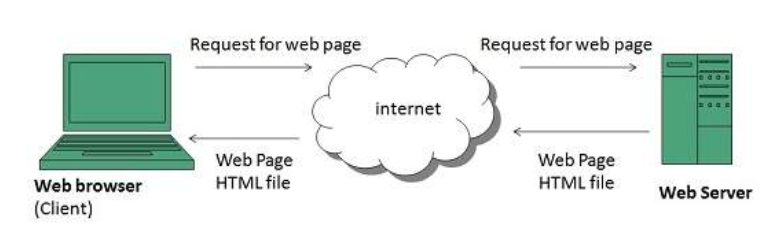 Request for web page
Request for web page
internet
Web Page
HTML file
Web Page
HTML file
Web browser
(Client)
Web Server